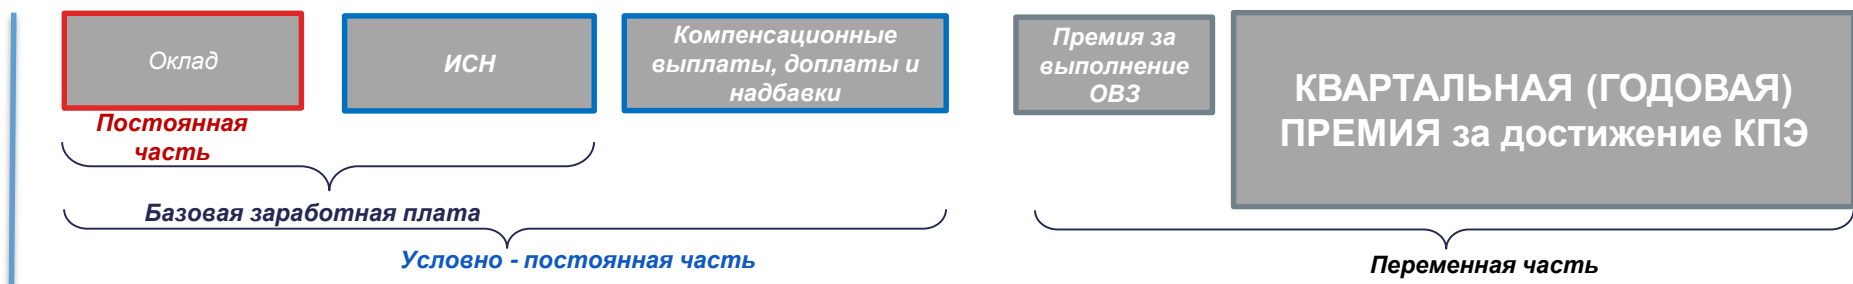 Оклад
ИСН
Компенсационные
выплаты, доплаты и
надбавки
Премия за
выполнение
ОВЗ
КВАРТАЛЬНАЯ (ГОДОВАЯ)
ПРЕМИЯ за достижение КПЭ
Постоянная
часть
Базовая заработная плата
Условно - постоянная часть
Переменная часть